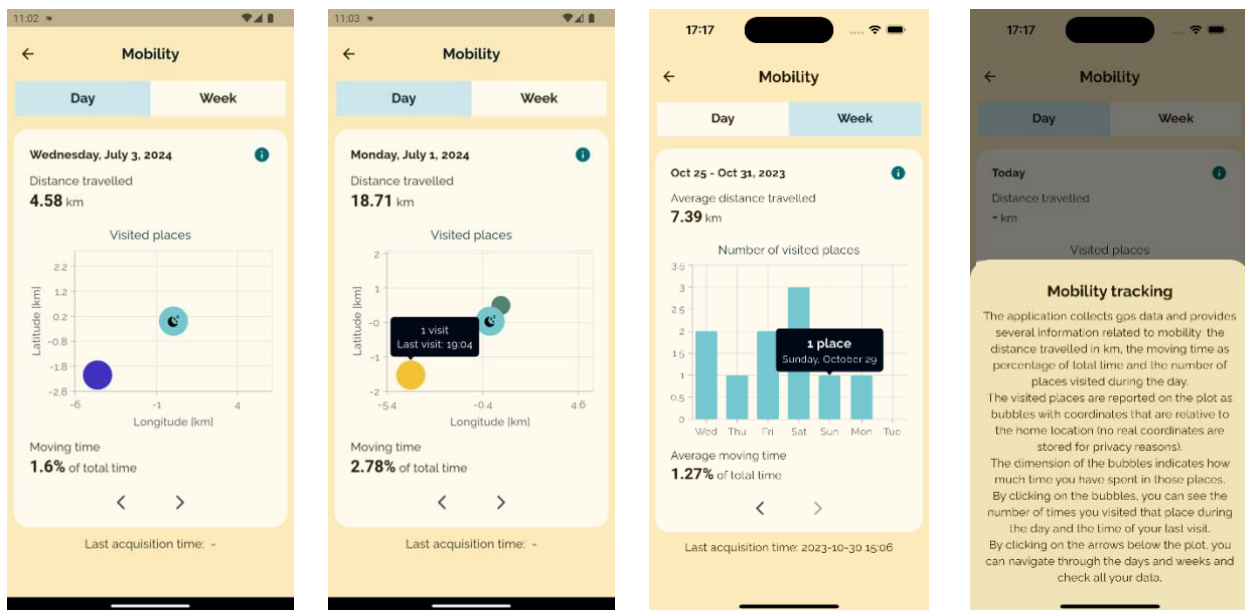 11:02
Mobility
Day Week
Wednesday, July 3, 2024
Distance travelled
4.58 km
Visited places
Latitude [km]
2.2
1.2
0.2
-0.8
-1.8
-2.8
-6 -1 4
Longitude [km]
Moving time
1.6% of total time
Last acquisition time: -
11:03
Mobility
Day Week
Monday, July 1, 2024
Distance travelled
18.71 km
Visited places
Latitude [km]
2
1
-0
-1
-2
1 visit
Last visit: 19:04
-5.4 -0.4 4.6
Longitude [km]
Moving time
2.78% of total time
Last acquisition time: -
17:17
Mobility
Day Week
Oct 25 - Oct 31, 2023
Average distance travelled
7.39 km
Number of visited places
3.5
3
2.5
2
1.5
1
0.5
0
1 place
Sunday, October 29
Wed Thu Fri Sat Sun Mon Tue
Average moving time
1.27% of total time
Last acquisition time: 2023-10-30 15:06
17:17
Mobility
Day Week
Today
Distance travelled
- km
Visited places
Mobility tracking
The application collects gps data and provides
several information related to mobility: the
distance travelled in km, the moving time as
percentage of total time and the number of
places visited during the day.
The visited places are reported on the plot as
bubbles with coordinates that are relative to
the home location (no real coordinates are
stored for privacy reasons).
The dimension of the bubbles indicates how
much time you have spent in those places.
By clicking on the bubbles, you can see the
number of times you visited that place during
the day and the time of your last visit.
By clicking on the arrows below the plot, you
can navigate through the days and weeks and
check all your data.